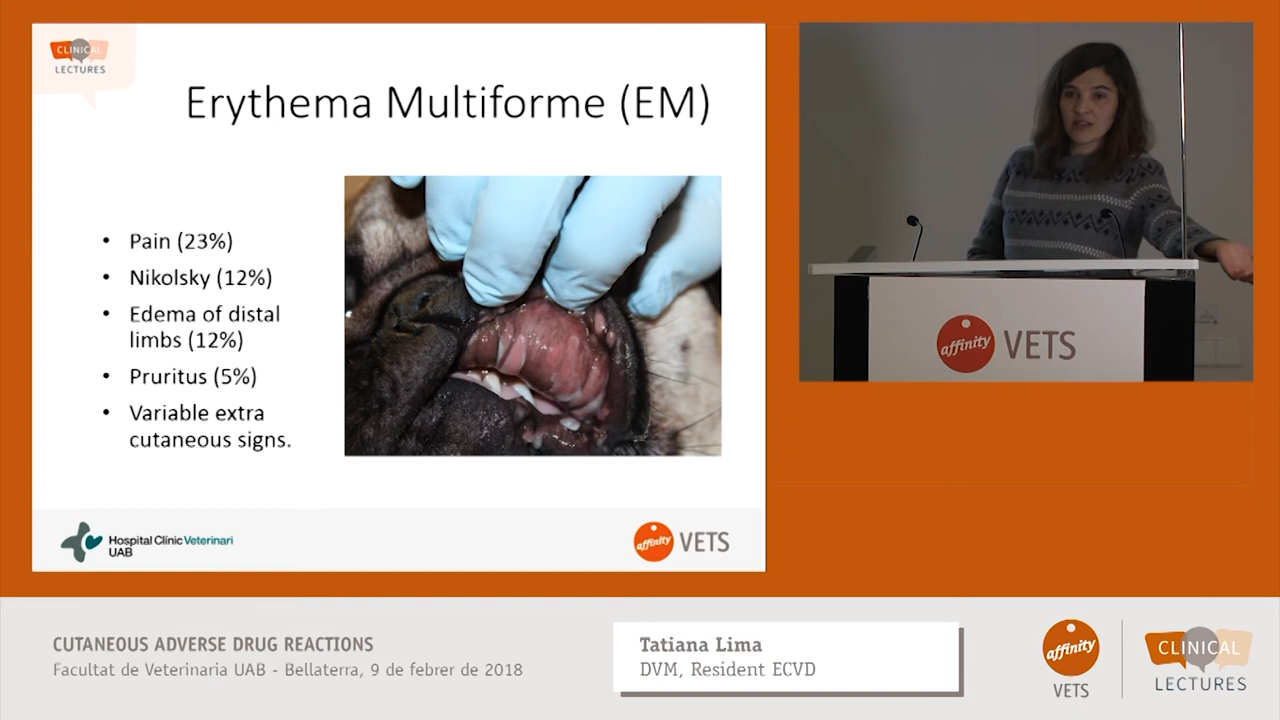 CLINICAL
LECTURES
Erythema Multiforme (EM)
• Pain (23%)
• Nikolsky (12%)
• Edema of distal
limbs (12%)
• Pruritus (5%)
• Variable extra
cutaneous signs.
Hospital Clínic Veterinari
UAB
affinity VETS
affinity VETS
CUTANEOUS ADVERSE DRUG REACTIONS
Facultat de Veterinaria UAB - Bellaterra, 9 de febrer de 2018
Tatiana Lima
DVM, Resident ECVD
affinity
VETS
CLINICAL
LECTURES